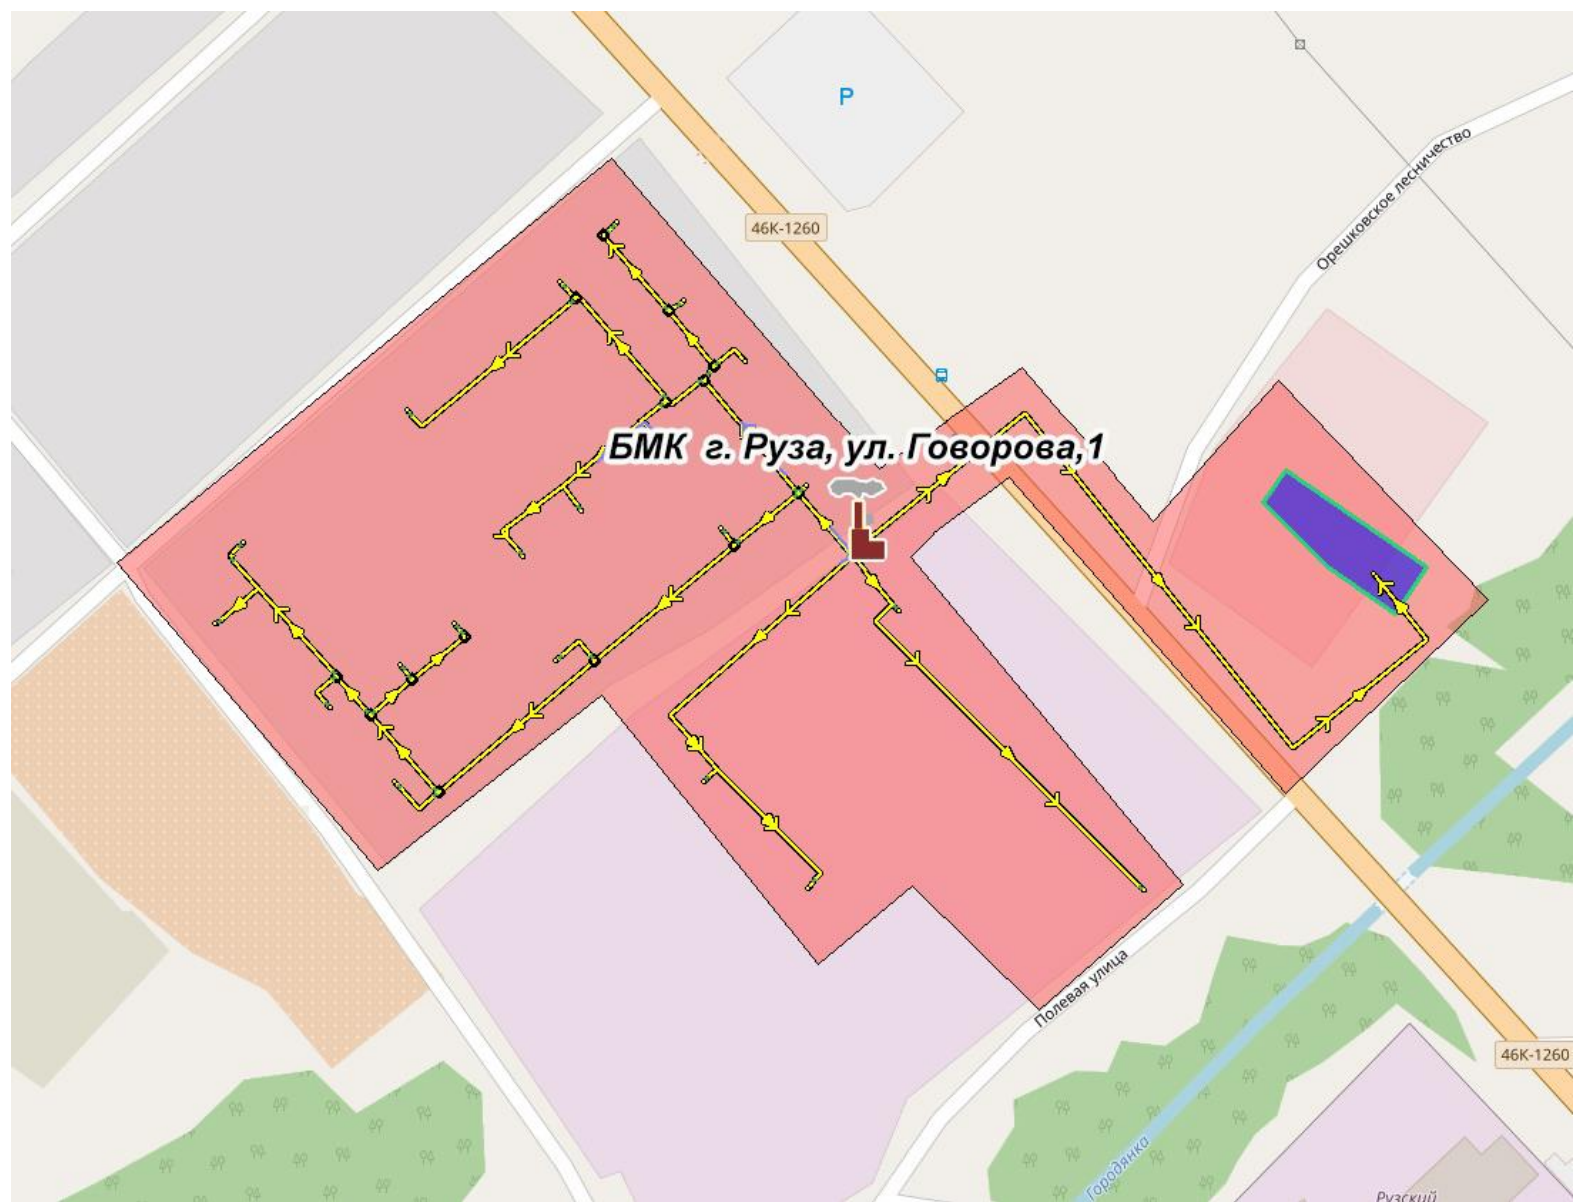 P
Орешковское лесничество
46К-1260
БМК г. Руза, ул. Говорова,1
Полевая улица
46К-1260
Городянка
Рузский